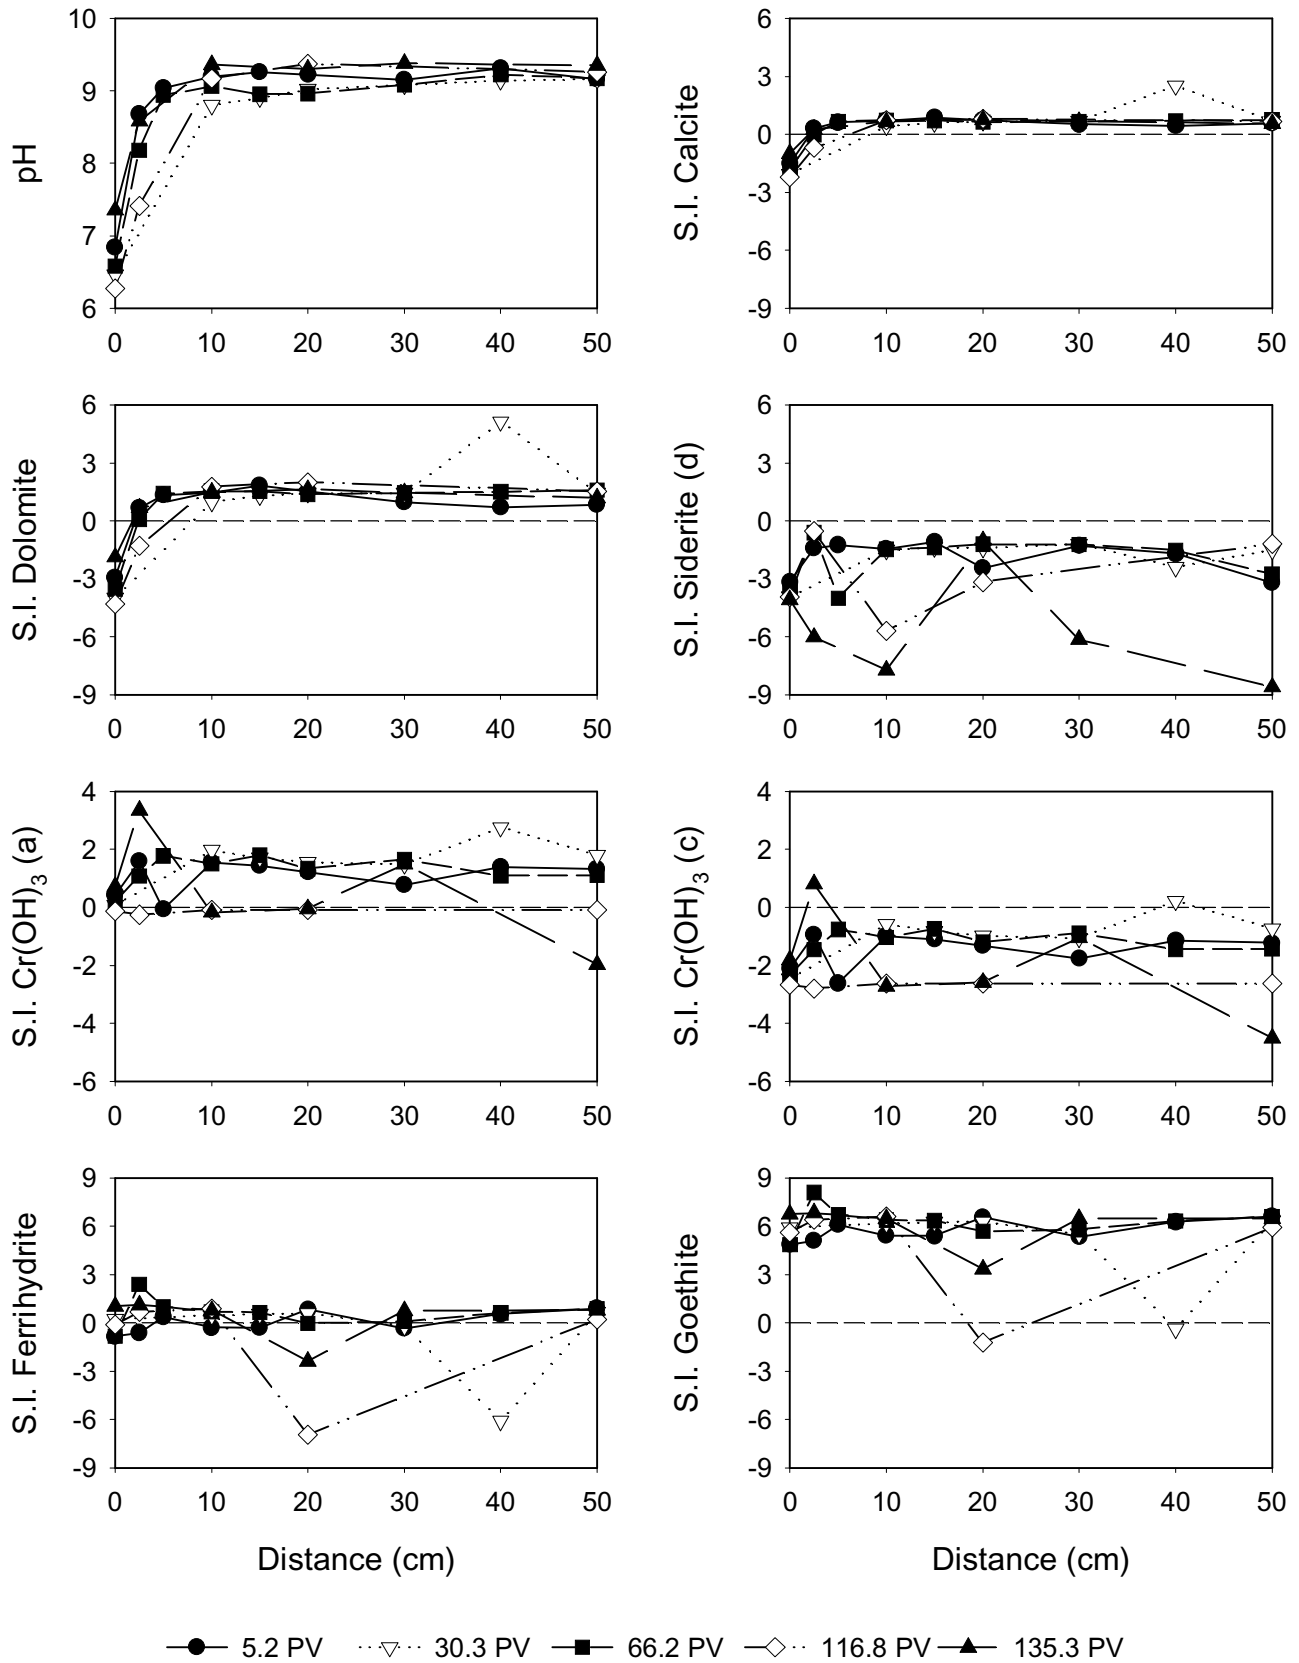 10
9
8
7
6
pH
0 10 20 30 40 50
6
3
0
-3
-6
-9
S.I. Calcite
0 10 20 30 40 50
6
3
0
-3
-6
-9
S.I. Dolomite
0 10 20 30 40 50
6
3
0
-3
-6
-9
S.I. Siderite (d)
0 10 20 30 40 50
4
2
0
-2
-4
-6
S.I. Cr(OH)3 (a)
0 10 20 30 40 50
4
2
0
-2
-4
-6
S.I. Cr(OH)3 (c)
0 10 20 30 40 50
9
6
3
0
-3
-6
-9
S.I. Ferrihydrite
0 10 20 30 40 50
Distance (cm)
9
6
3
0
-3
-6
-9
S.I. Goethite
0 10 20 30 40 50
Distance (cm)
5.2 PV 30.3 PV 66.2 PV 116.8 PV 135.3 PV